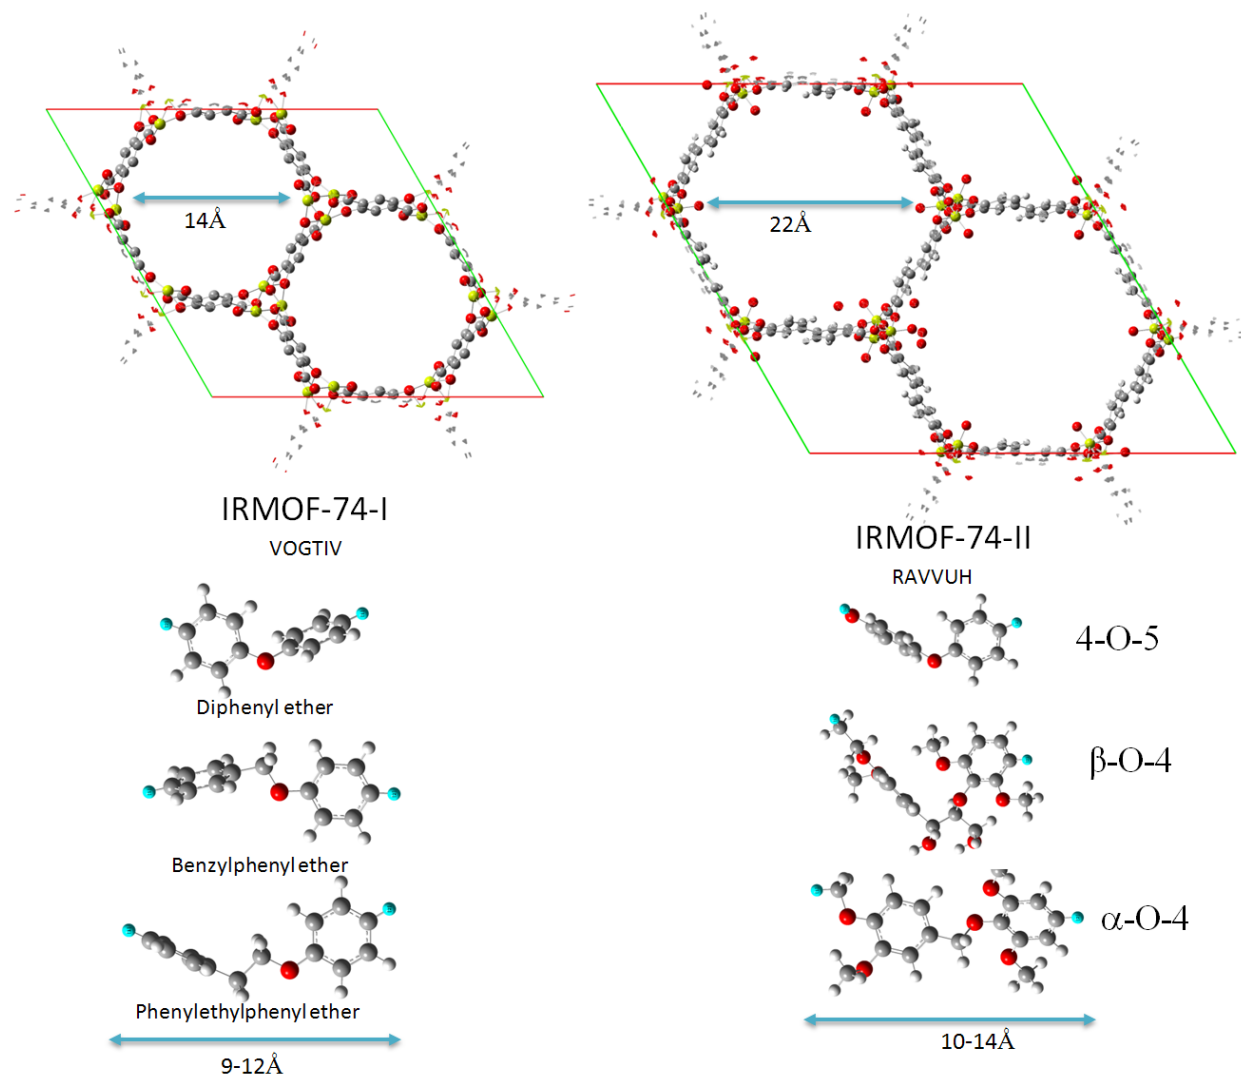 14Å
22Å
IRMOF-74-I
VOGTIV
IRMOF-74-II
RAVVUH
Diphenyl ether
4-O-5
Benzylphenyl ether
β-O-4
Phenylethylphenyl ether
α-O-4
9-12Å
10-14Å